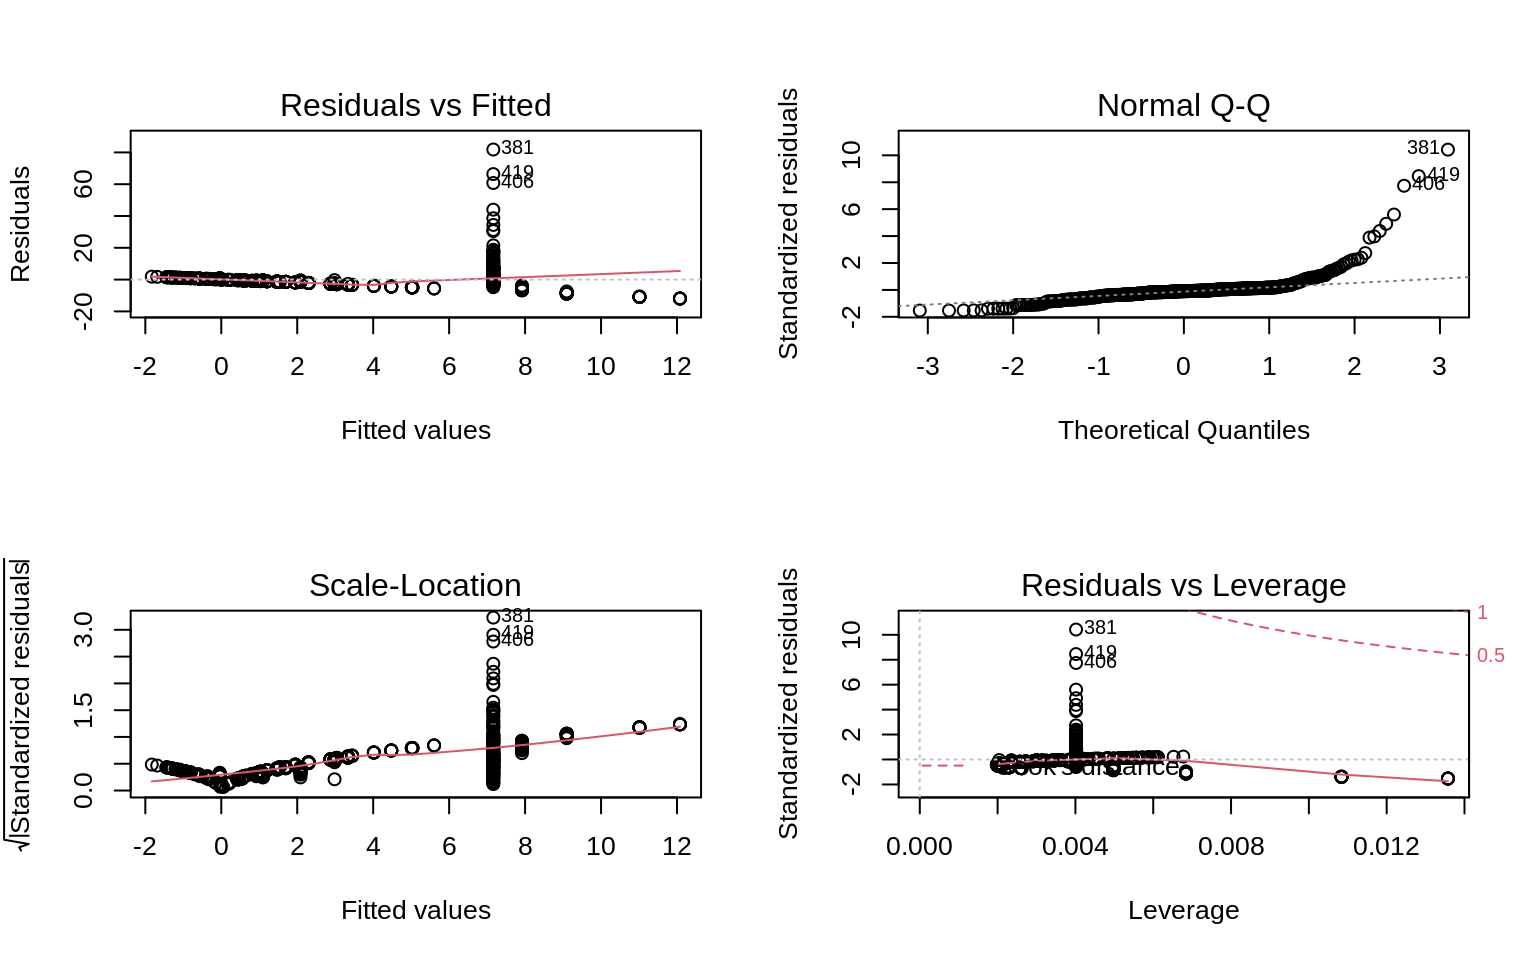 Residuals vs Fitted
Residuals
60
20
-20
381
419
406
-2 0 2 4 6 8 10 12
Fitted values
Normal Q-Q
Standardized residuals
10
6
2
-2
381
419
406
-3 -2 -1 0 1 2 3
Theoretical Quantiles
Scale-Location
√|Standardized residuals|
3.0
1.5
0.0
381
419
406
-2 0 2 4 6 8 10 12
Fitted values
Residuals vs Leverage
Standardized residuals
10
6
2
-2
381
419
406
1
0.5
distance
0.000 0.004 0.008 0.012
Leverage